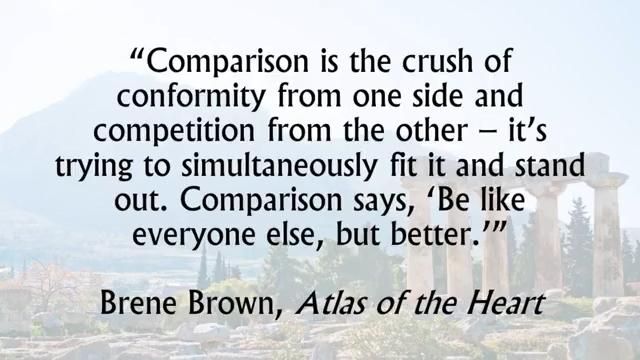 “Comparison is the crush of
conformity from one side and
competition from the other – it’s
trying to simultaneously fit it and stand
out. Comparison says, ‘Be like
everyone else, but better.’”
Brene Brown, Atlas of the Heart